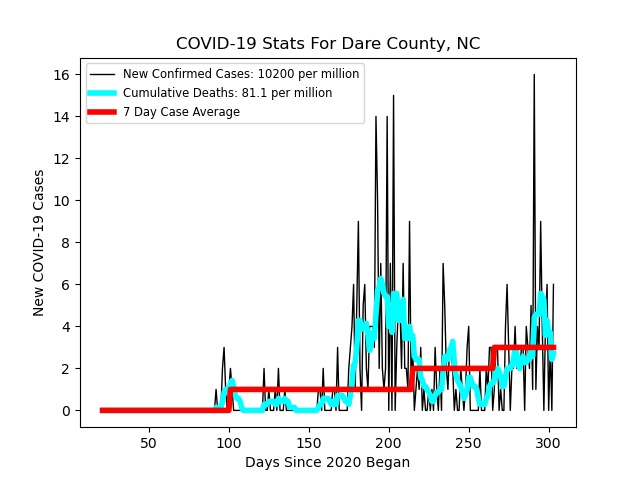 COVID-19 Stats For Dare County, NC
New Confirmed Cases: 10200 per million
Cumulative Deaths: 81.1 per million
7 Day Case Average
New COVID-19 Cases
16
14
12
10
8
6
4
2
0
50 100 150 200 250 300
Days Since 2020 Began